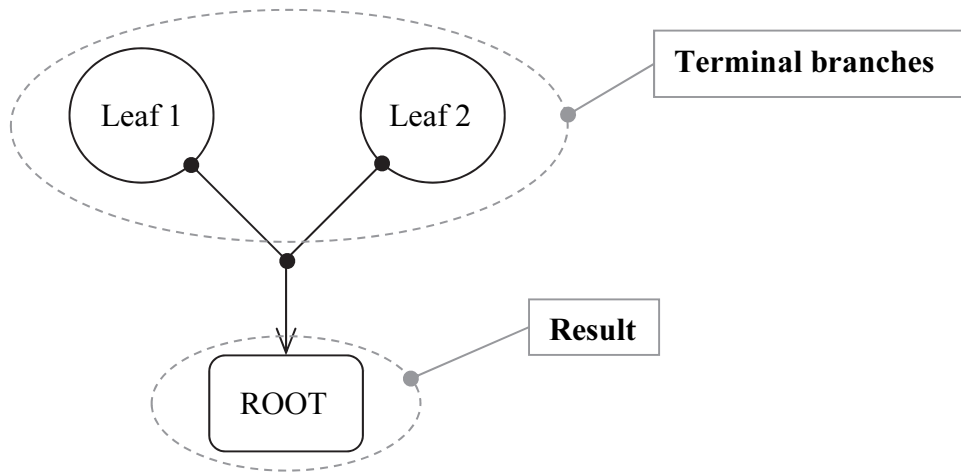 Terminal branches
Leaf 1
Leaf 2
Result
ROOT